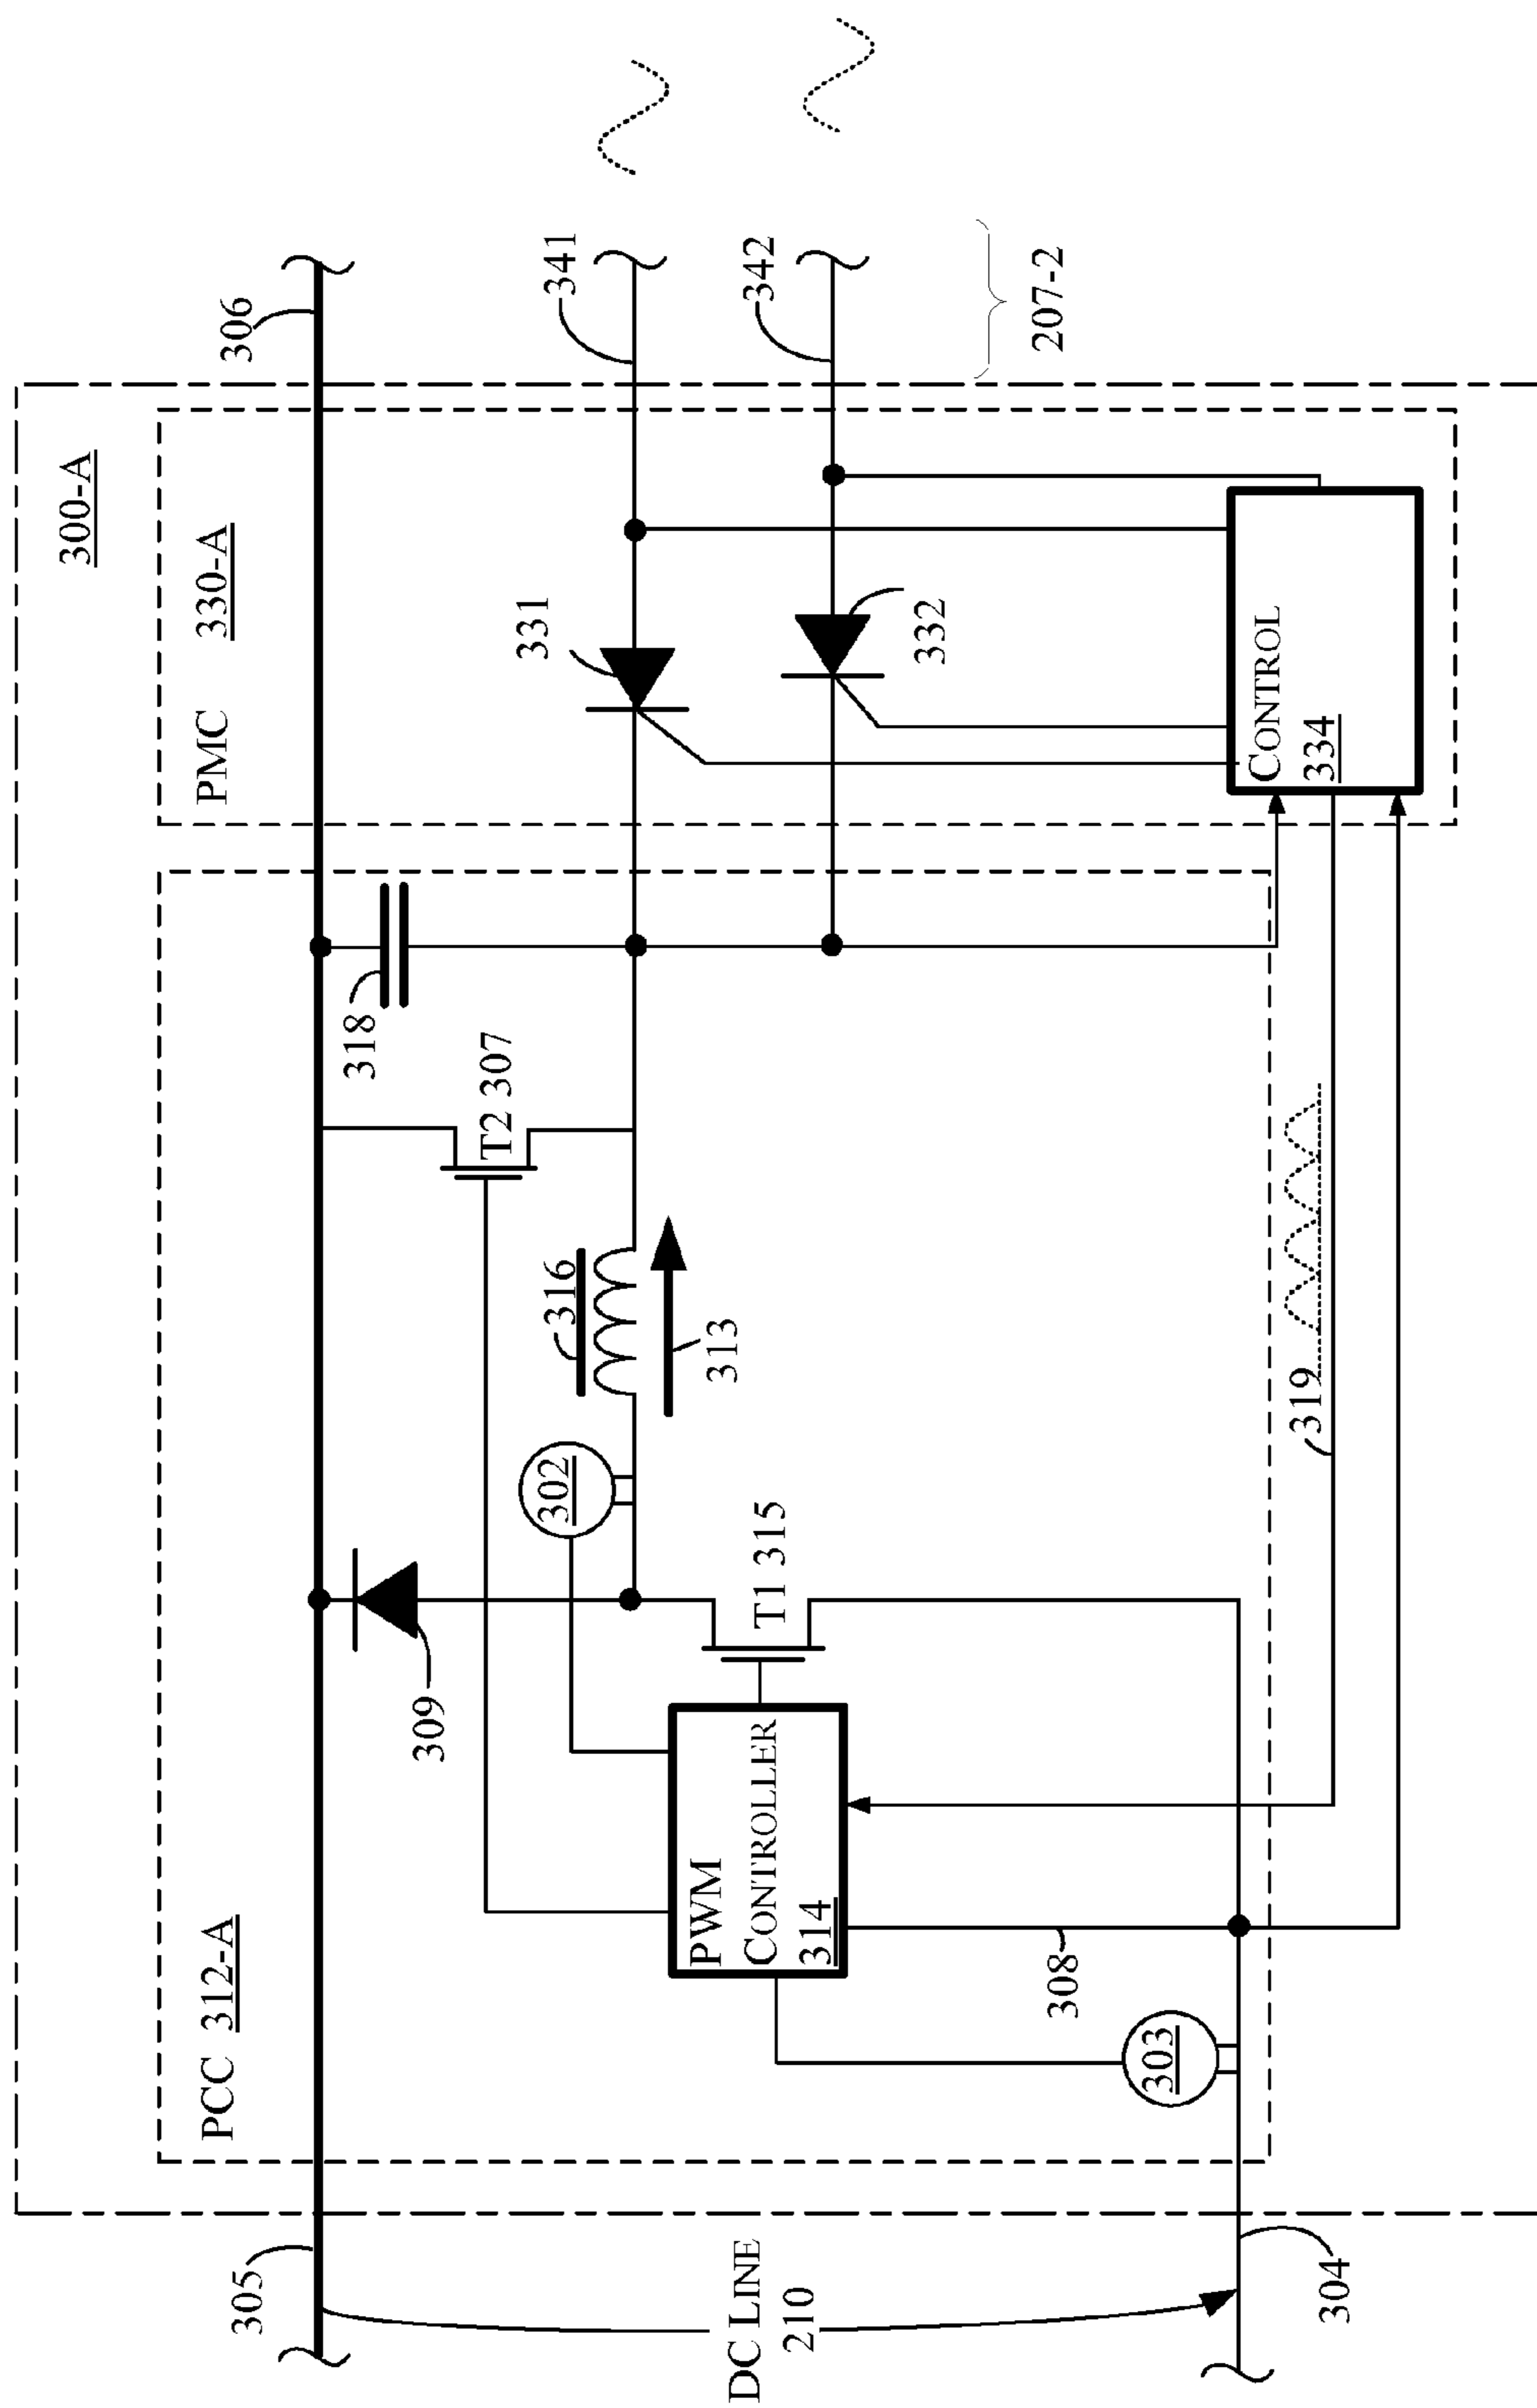 300-A
PCC 312-A
PMC 330-A
305
306
309
318
T2 307
302
316
313
T1 315
PWM
CONTROLLER
314
303
308
319
331
332
341
342
207-2
CONTROL
334
DC LINE
210
304